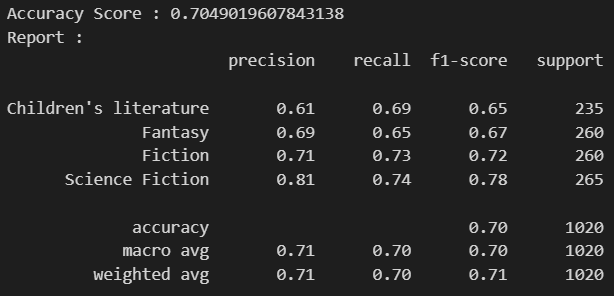 Accuracy Score : 0.7049019607843138
Report :
precision recall f1-score support
Children's literature 0.61 0.69 0.65 235
Fantasy 0.69 0.65 0.67 260
Fiction 0.71 0.73 0.72 260
Science Fiction 0.81 0.74 0.78 265
accuracy 0.70 1020
macro avg 0.71 0.70 0.70 1020
weighted avg 0.71 0.70 0.71 1020